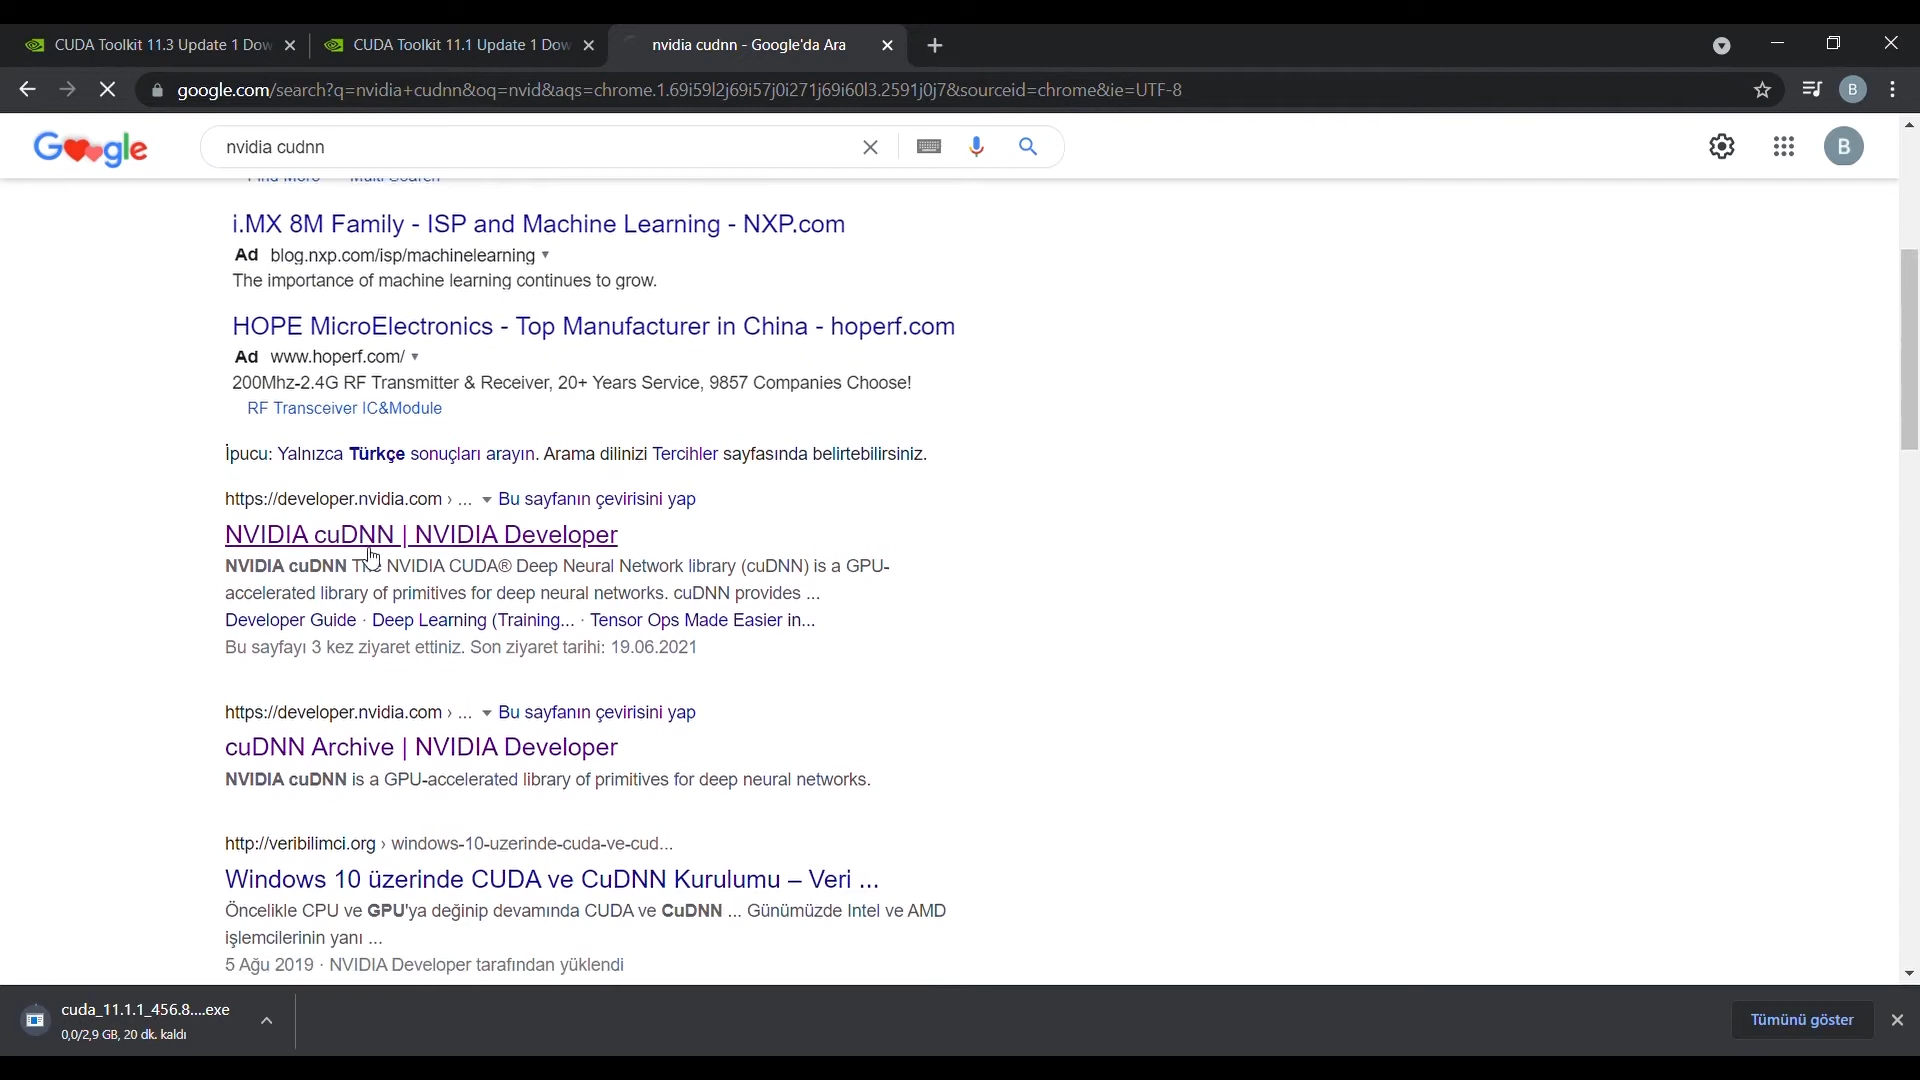 CUDA Toolkit 11.3 Update 1 Dow
CUDA Toolkit 11.1 Update 1 Dow
nvidia cudnn - Google'da Ara
google.com/search?q=nvidia+cudnn&oq=nvid&aqs=chrome.1.69i59l2j69i57j0i271j69i60l3.2591j0j7&sourceid=chrome&ie=UTF-8
B
Google
nvidia cudnn
B
i.MX 8M Family - ISP and Machine Learning - NXP.com
Ad blog.nxp.com/isp/machinelearning
The importance of machine learning continues to grow.
HOPE MicroElectronics - Top Manufacturer in China - hoperf.com
Ad www.hoperf.com/
200Mhz-2.4G RF Transmitter & Receiver, 20+ Years Service, 9857 Companies Choose!
RF Transceiver IC&Module
İpucu: Yalnızca Türkçe sonuçları arayın. Arama dilinizi Tercihler sayfasında belirtebilirsiniz.
https://developer.nvidia.com › ... Bu sayfanın çevirisini yap
NVIDIA cuDNN | NVIDIA Developer
NVIDIA cuDNN The NVIDIA CUDA® Deep Neural Network library (cuDNN) is a GPU-
accelerated library of primitives for deep neural networks. cuDNN provides ...
Developer Guide · Deep Learning (Training... · Tensor Ops Made Easier in...
Bu sayfayı 3 kez ziyaret ettiniz. Son ziyaret tarihi: 19.06.2021
https://developer.nvidia.com › ... Bu sayfanın çevirisini yap
cuDNN Archive | NVIDIA Developer
NVIDIA cuDNN is a GPU-accelerated library of primitives for deep neural networks.
http://veribilimci.org › windows-10-uzerinde-cuda-ve-cud...
Windows 10 üzerinde CUDA ve CuDNN Kurulumu – Veri ...
Öncelikle CPU ve GPU'ya değinip devamında CUDA ve CuDNN ... Günümüzde Intel ve AMD
işlemcilerinin yanı ...
5 Ağu 2019 · NVIDIA Developer tarafından yüklendi
cuda_11.1.1_456.8....exe
0,0/2,9 GB, 20 dk. kaldı
Tümünü göster